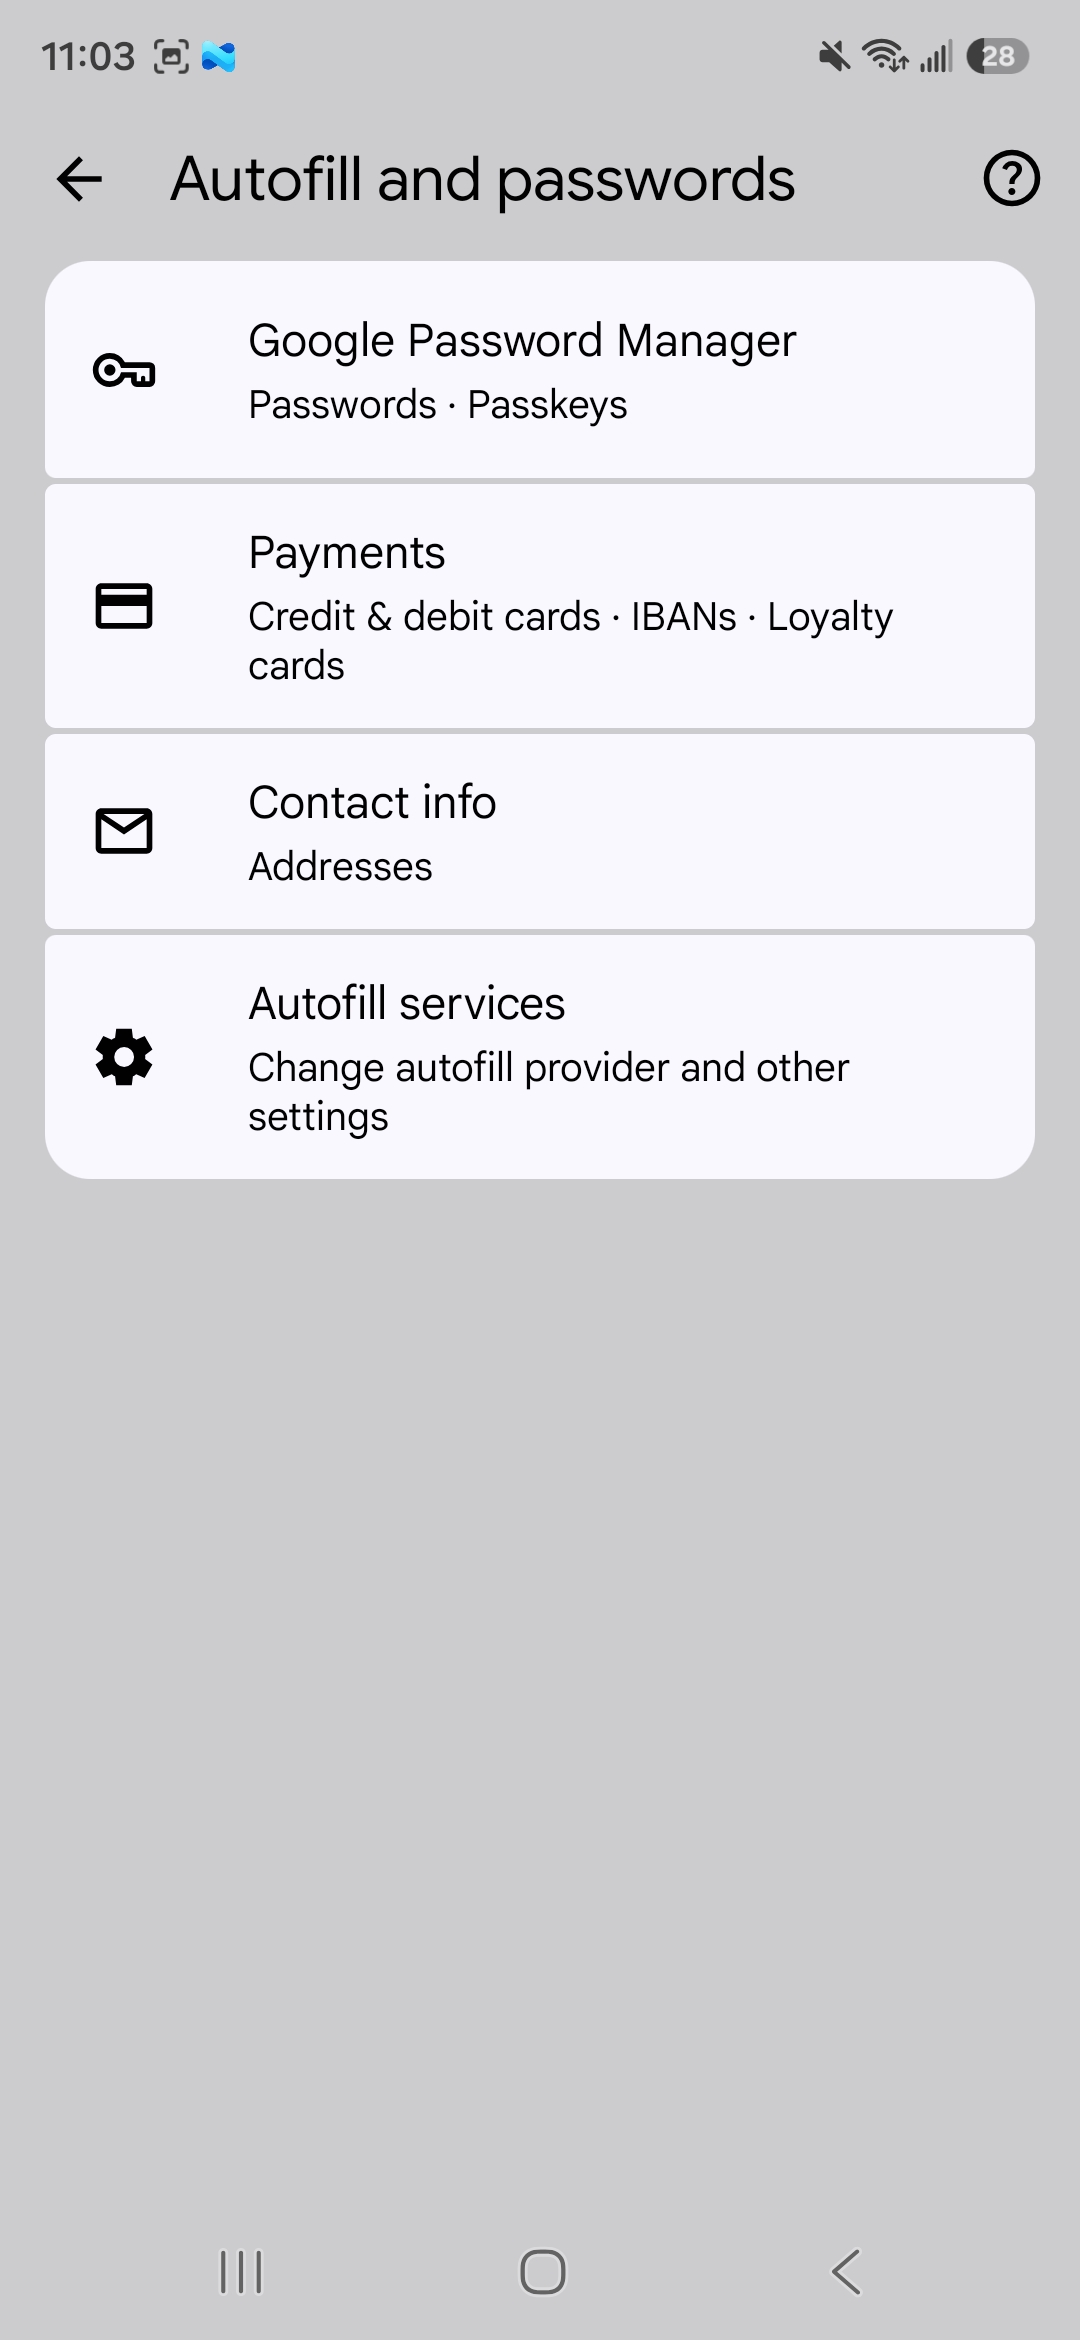 11:03
28
Autofill and passwords
Google Password Manager
Passwords · Passkeys
Payments
Credit & debit cards · IBANs · Loyalty
cards
Contact info
Addresses
Autofill services
Change autofill provider and other
settings